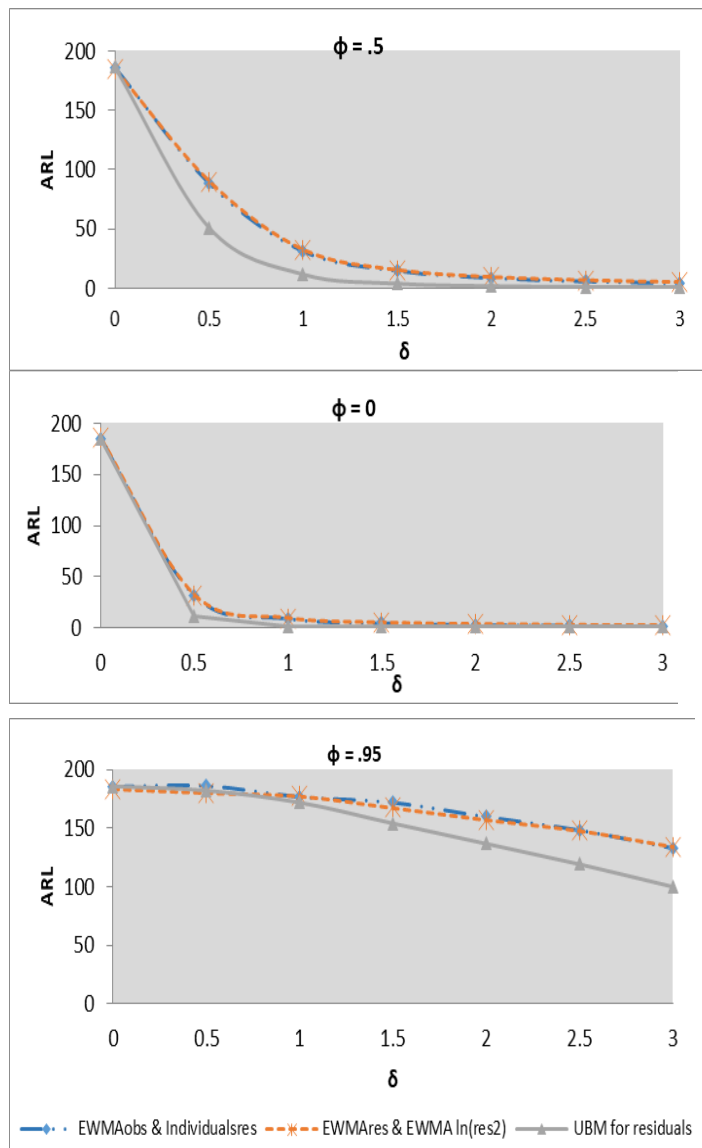 ϕ = .5
200
150
100
50
0
ARL
0 0.5 1 1.5 2 2.5 3
δ
ϕ = 0
200
150
100
50
0
ARL
0 0.5 1 1.5 2 2.5 3
δ
ϕ = .95
200
150
100
50
0
ARL
0 0.5 1 1.5 2 2.5 3
δ
EWMAobs & Individualsres EWMAres & EWMA ln(res2) UBM for residuals